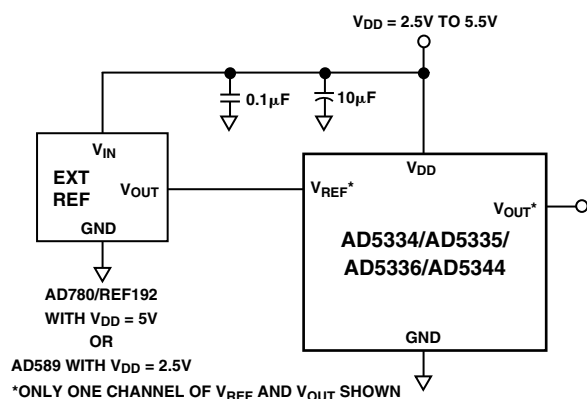 V_DD = 2.5V TO 5.5V
0.1µF
10µF
V_IN
EXT
REF
V_OUT
GND
V_DD
V_REF*
V_OUT*
AD5334/AD5335/
AD5336/AD5344
GND
AD780/REF192
WITH V_DD = 5V
OR
AD589 WITH V_DD = 2.5V
*ONLY ONE CHANNEL OF V_REF AND V_OUT SHOWN